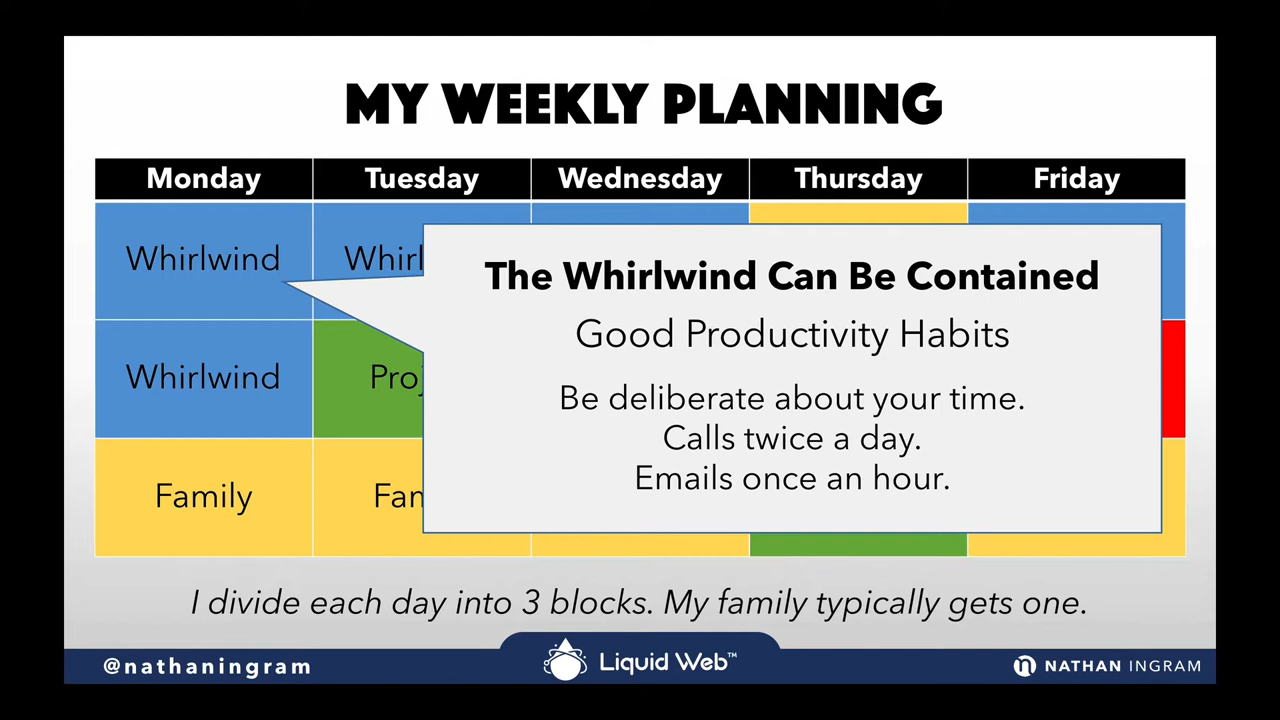 MY WEEKLY PLANNING
Monday Tuesday Wednesday Thursday Friday
Whirlwind
The Whirlwind Can Be Contained
Good Productivity Habits
Whirlwind
Be deliberate about your time.
Calls twice a day.
Emails once an hour.
Family
I divide each day into 3 blocks. My family typically gets one.
@nathaningram
Liquid Web™
NATHAN INGRAM